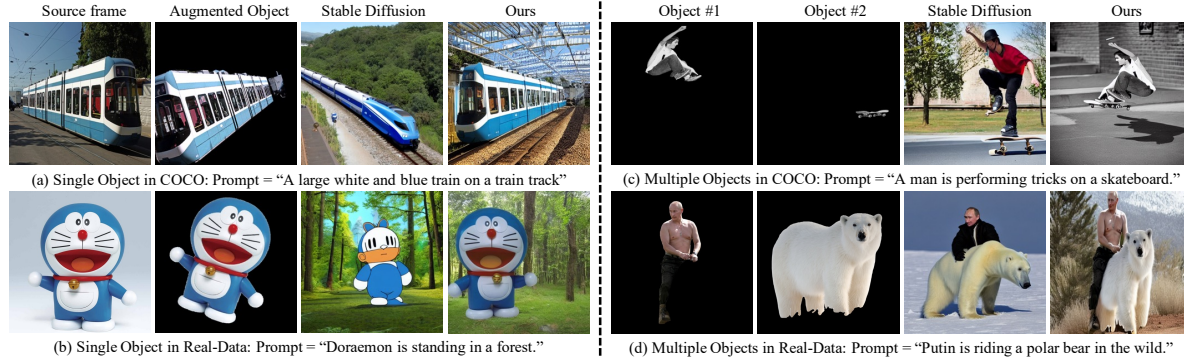 Source frame
Augmented Object
Stable Diffusion
Ours
(a) Single Object in COCO: Prompt = “A large white and blue train on a train track”
(b) Single Object in Real-Data: Prompt = “Doraemon is standing in a forest.”
Object #1
Object #2
Stable Diffusion
Ours
(c) Multiple Objects in COCO: Prompt = “A man is performing tricks on a skateboard.”
(d) Multiple Objects in Real-Data: Prompt = “Putin is riding a polar bear in the wild.”